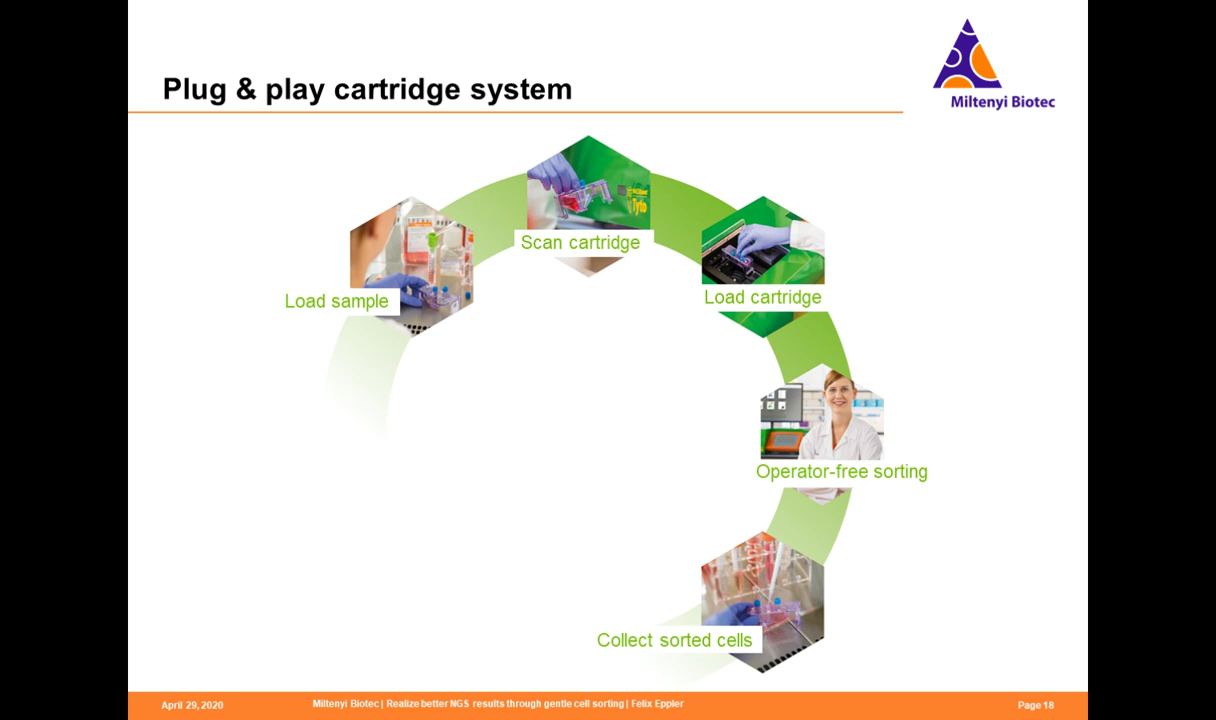 Plug & play cartridge system
Miltenyi Biotec
Tyto
Scan cartridge
Load cartridge
Load sample
Operator-free sorting
Collect sorted cells
April 29, 2020
Miltenyi Biotec | Realize better NGS results through gentle cell sorting | Felix Eppler
Page 18